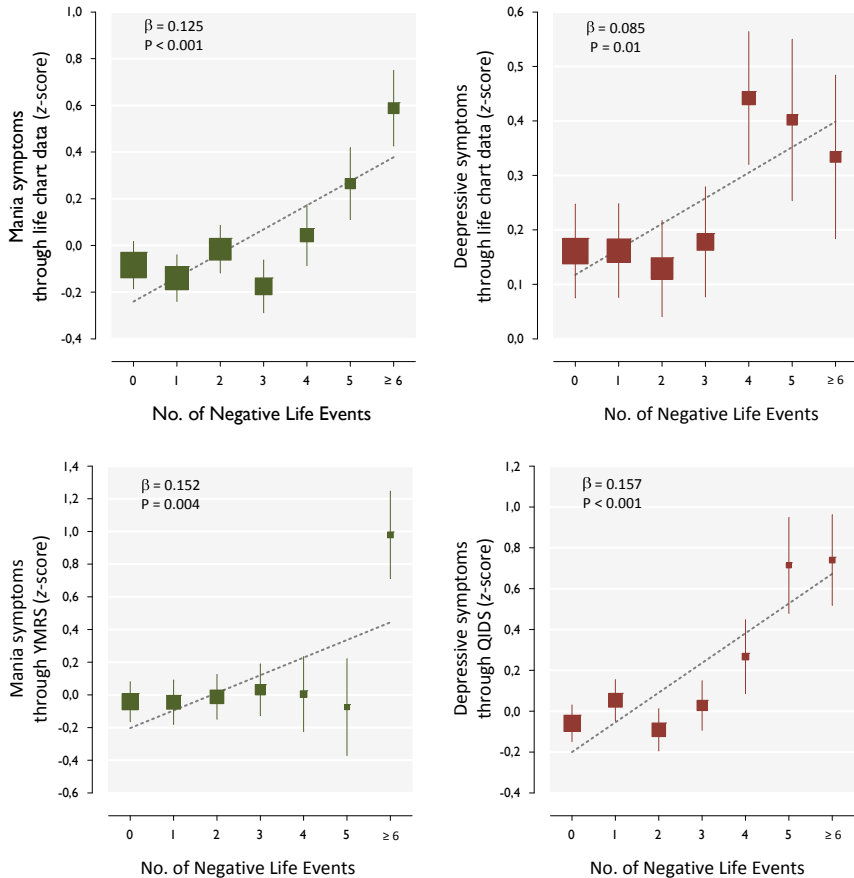 Mania symptoms
through life chart data (z-score)
1,0
0,8
0,6
0,4
0,2
0,0
-0,2
-0,4
β = 0.125
P < 0.001
0 1 2 3 4 5 ≥ 6
No. of Negative Life Events
Deepressive symptoms
through life chart data (z-score)
0,6
0,5
0,4
0,3
0,2
0,1
0,0
β = 0.085
P = 0.01
0 1 2 3 4 5 ≥ 6
No. of Negative Life Events
Mania symptoms
through YMRS (z-score)
1,4
1,2
1,0
0,8
0,6
0,4
0,2
0,0
-0,2
-0,4
-0,6
β = 0.152
P = 0.004
0 1 2 3 4 5 ≥ 6
No. of Negative Life Events
Depressive symptoms
through QIDS (z-score)
1,2
1,0
0,8
0,6
0,4
0,2
0,0
-0,2
-0,4
β = 0.157
P < 0.001
0 1 2 3 4 5 ≥ 6
No. of Negative Life Events